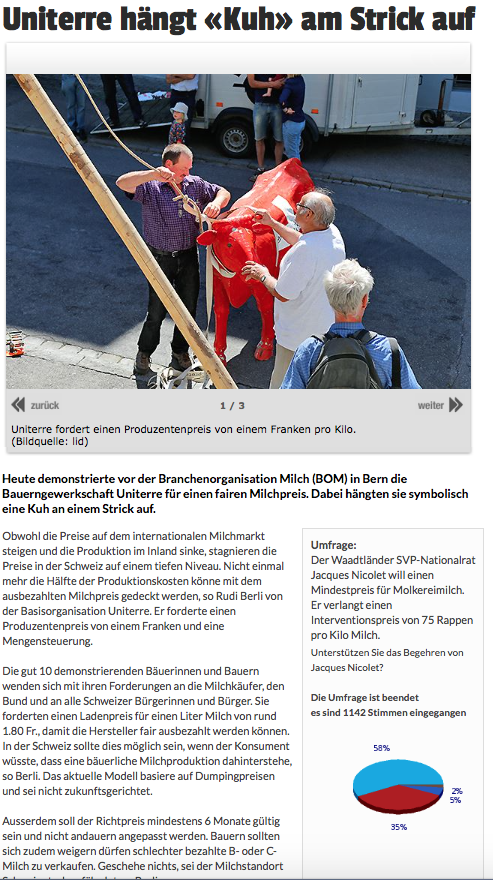 Uniterre hängt «Kuh» am Strick auf
zurück
1 / 3
weiter
Uniterre fordert einen Produzentenpreis von einem Franken pro Kilo.
(Bildquelle: lid)
Heute demonstrierte vor der Branchenorganisation Milch (BOM) in Bern die
Bauerngewerkschaft Uniterre für einen fairen Milchpreis. Dabei hängten sie symbolisch
eine Kuh an einem Strick auf.
Obwohl die Preise auf dem internationalen Milchmarkt
steigen und die Produktion im Inland sinke, stagnieren die
Preise in der Schweiz auf einem tiefen Niveau. Nicht einmal
mehr die Hälfte der Produktionskosten könne mit dem
ausbezahlten Milchpreis gedeckt werden, so Rudi Berli von
der Basisorganisation Uniterre. Er forderte einen
Produzentenpreis von einem Franken und eine
Mengensteuerung.
Die gut 10 demonstrierenden Bäuerinnen und Bauern
wenden sich mit ihren Forderungen an die Milchkäufer, den
Bund und an alle Schweizer Bürgerinnen und Bürger. Sie
forderten einen Ladenpreis für einen Liter Milch von rund
1.80 Fr., damit die Hersteller fair ausbezahlt werden können.
In der Schweiz sollte dies möglich sein, wenn der Konsument
wüsste, dass eine bäuerliche Milchproduktion dahinterstehe,
so Berli. Das aktuelle Modell basiere auf Dumpingpreisen
und sei nicht zukunftsgerichtet.
Ausserdem soll der Richtpreis mindestens 6 Monate gültig
sein und nicht andauern angepasst werden. Bauern sollten
sich zudem weigern dürfen schlechter bezahlte B- oder C-
Milch zu verkaufen. Geschehe nichts, sei der Milchstandort
Umfrage:
Der Waadtländer SVP-Nationalrat
Jacques Nicolet will einen
Mindestpreis für Molkereimilch.
Er verlangt einen
Interventionspreis von 75 Rappen
pro Kilo Milch.
Unterstützen Sie das Begehren von
Jacques Nicolet?
Die Umfrage ist beendet
es sind 1142 Stimmen eingegangen
58%
2%
5%
35%